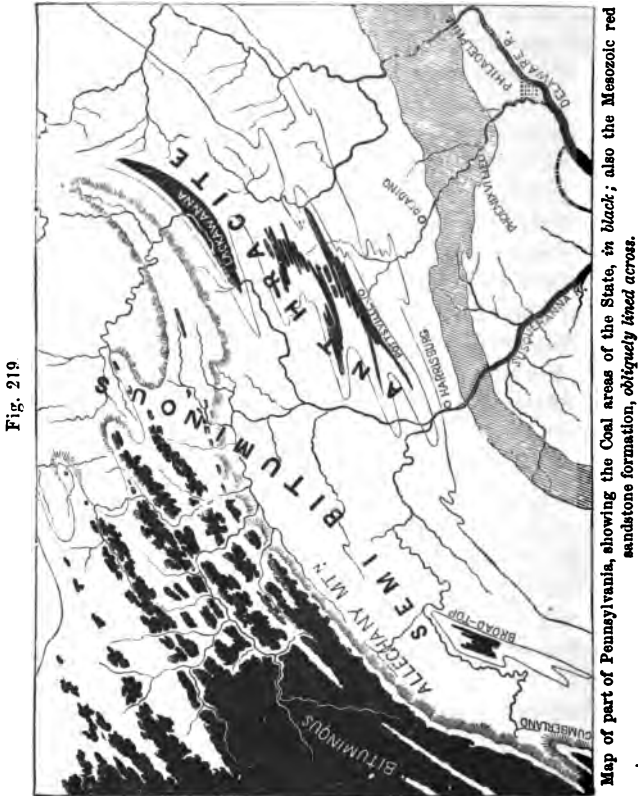 Fig. 219
LACKAWANNA
ANTHRACITE
POTTSVILLE
SEMI BITUMINOUS
ALLEGHANY MT.N
BITUMINOUS
BROAD-TOP
CUMBERLAND
HARRISBURG
READING
PHILADELPHIA
DELAWARE R.
SUSQUEHANNA R.
Map of part of Pennsylvania, showing the Coal areas of the State, in black; also the Mesozoic red
sandstone formation, obliquely lined across.